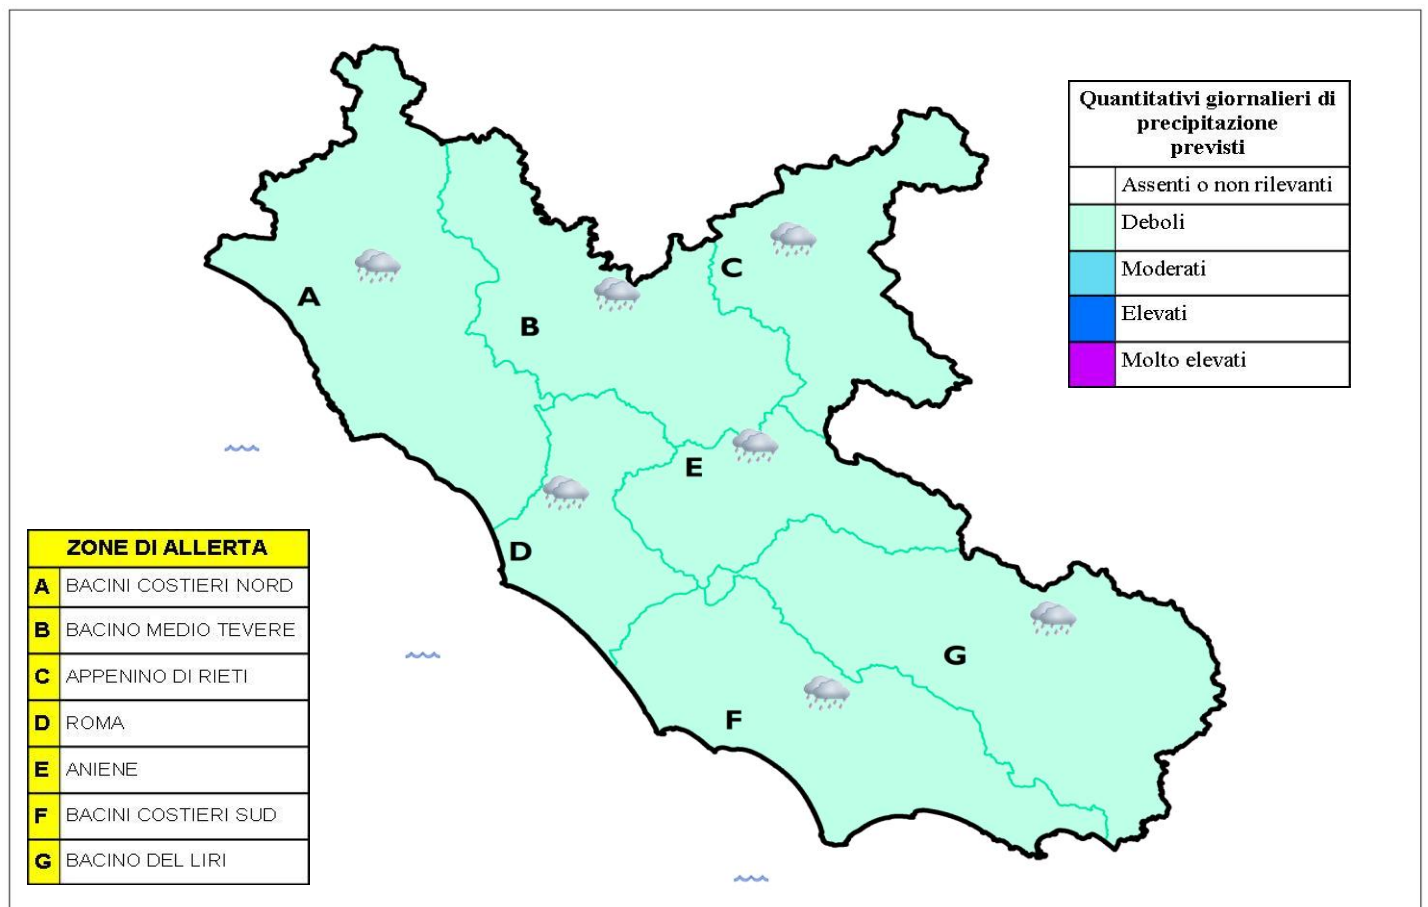 Quantitativi giornalieri di
precipitazione
previsti
Assenti o non rilevanti
Deboli
Moderati
Elevati
Molto elevati
A
B
C
D
E
F
G
ZONE DI ALLERTA
A BACINI COSTIERI NORD
B BACINO MEDIO TEVERE
C APPENINO DI RIETI
D ROMA
E ANIENE
F BACINI COSTIERI SUD
G BACINO DEL LIRI